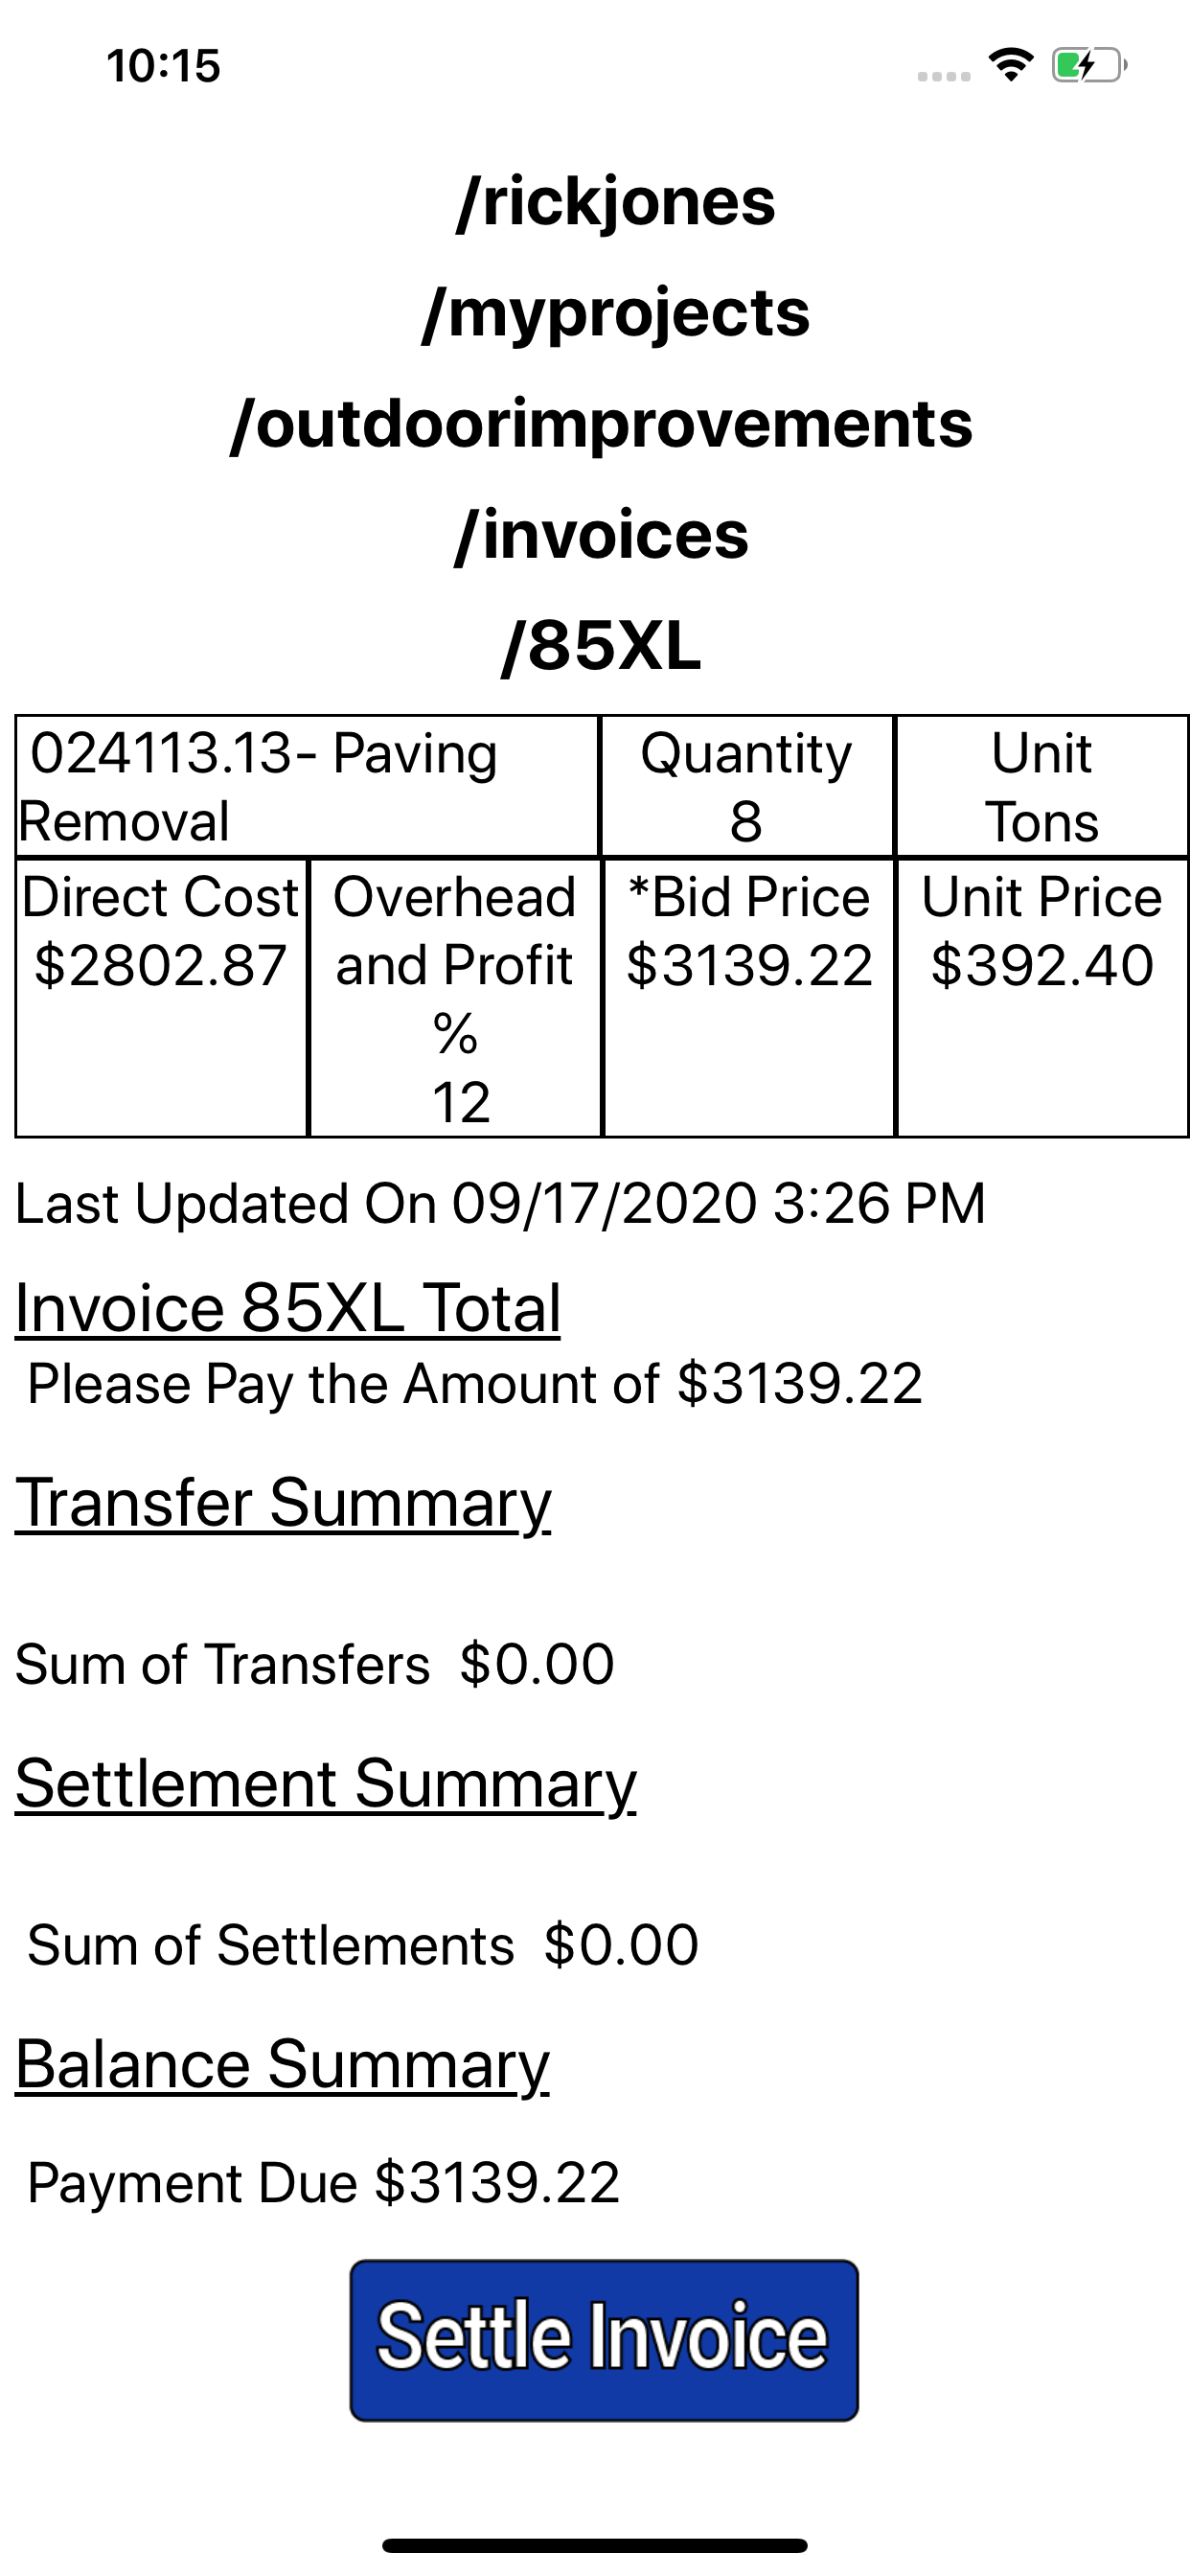 10:15
/rickjones
/myprojects
/outdoorimprovements
/invoices
/85XL
024113.13- Paving Removal
Quantity
8
Unit
Tons
Direct Cost
$2802.87
Overhead
and Profit
%
12
*Bid Price
$3139.22
Unit Price
$392.40
Last Updated On 09/17/2020 3:26 PM
Invoice 85XL Total
Please Pay the Amount of $3139.22
Transfer Summary
Sum of Transfers  $0.00
Settlement Summary
Sum of Settlements  $0.00
Balance Summary
Payment Due $3139.22
Settle Invoice